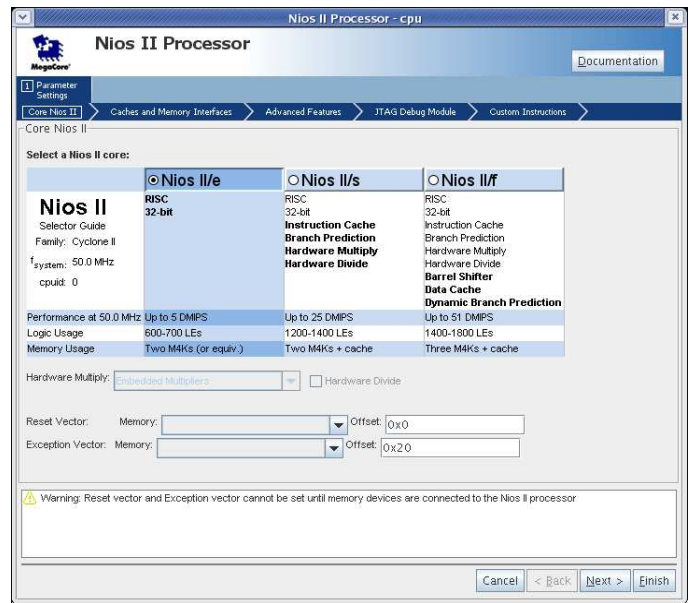 Nios II Processor - cpu
MegaCore'
Nios II Processor
Documentation
1 Parameter
Settings
Core Nios II
Caches and Memory Interfaces
Advanced Features
JTAG Debug Module
Custom Instructions
Core Nios II
Select a Nios II core:
Nios II/e
Nios II/s
Nios II/f
Nios II
Selector Guide
Family: Cyclone II
fsystem: 50.0 MHz
cpuid: 0
RISC
32-bit
RISC
32-bit
Instruction Cache
Branch Prediction
Hardware Multiply
Hardware Divide
RISC
32-bit
Instruction Cache
Branch Prediction
Hardware Multiply
Hardware Divide
Barrel Shifter
Data Cache
Dynamic Branch Prediction
Performance at 50.0 MHz Up to 5 DMIPS Up to 25 DMIPS Up to 51 DMIPS
Logic Usage 600-700 LEs 1200-1400 LEs 1400-1800 LEs
Memory Usage Two M4Ks (or equiv.) Two M4Ks + cache Three M4Ks + cache
Hardware Multiply: Embedded Multipliers Hardware Divide
Reset Vector: Memory: Offset: 0x0
Exception Vector: Memory: Offset: 0x20
Warning: Reset vector and Exception vector cannot be set until memory devices are connected to the Nios II processor
Cancel < Back Next > Finish